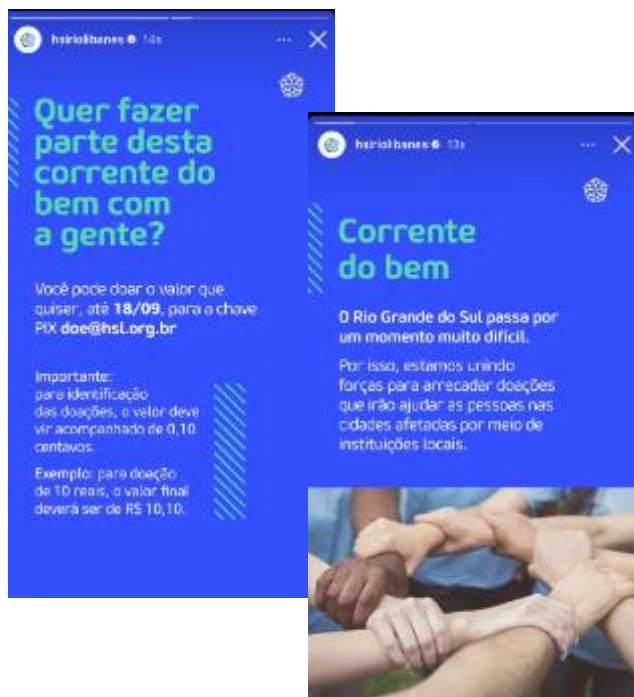 hsiriolibanes 14s
Quer fazer
parte desta
corrente do
bem com
a gente?
Você pode doar o valor que
quiser, até 18/09, para a chave
PIX doe@hsl.org.br
Importante:
para identificação
das doações, o valor deve
vir acompanhado de 0,10
centavos.
Exemplo: para doação
de 10 reais, o valor final
deverá ser de R$ 10,10.
hsiriolibanes 13s
Corrente
do bem
O Rio Grande do Sul passa por
um momento muito difícil.
Por isso, estamos unindo
forças para arrecadar doações
que irão ajudar as pessoas nas
cidades afetadas por meio de
instituições locais.